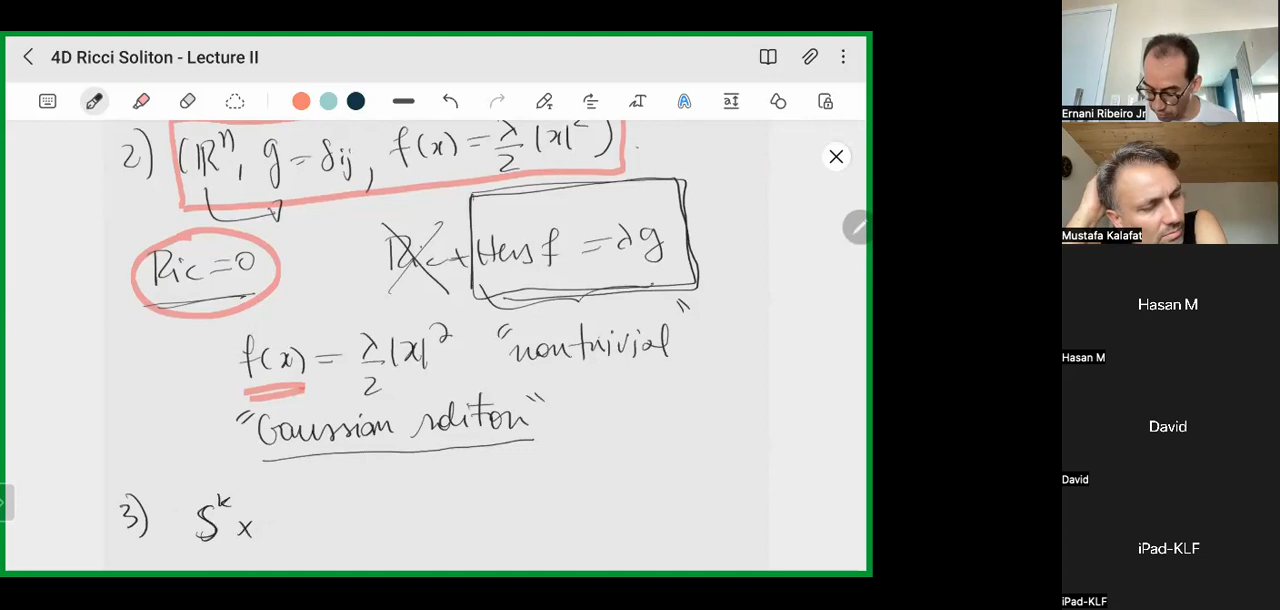 4D Ricci Soliton - Lecture II
2) (ℝⁿ, g = δij, f(x) = λ/2 |x|²).
Ric + Hess f = λg
Ric = 0
f(x) = λ/2 |x|² "nontrivial"
"Gaussian soliton"
3) Sᵏ x
Ernani Ribeiro Jr
Mustafa Kalafat
Hasan M
Hasan M
David
David
iPad-KLF
iPad-KLF